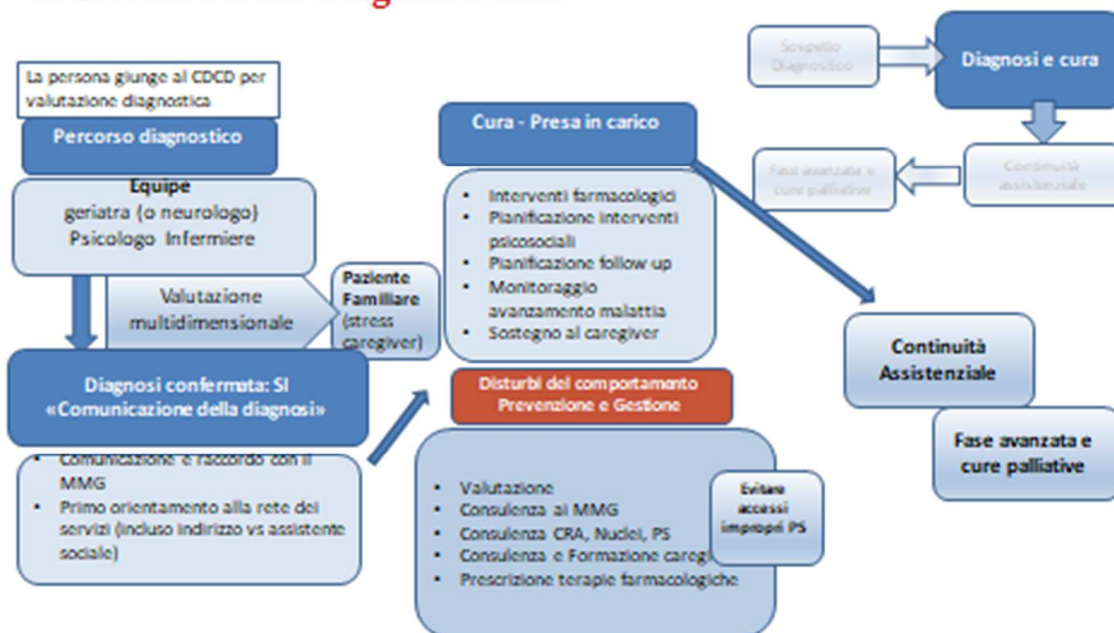 La persona giunge al CDCD per
valutazione diagnostica
Percorso diagnostico
Equipe
geriatra (o neurologo)
Psicologo Infermiere
Valutazione
multidimensionale
Paziente
Familiare
(stress
caregiver)
Diagnosi confermata: SI
«Comunicazione della diagnosi»
• Comunicazione e raccordo con il
MMG
• Primo orientamento alla rete dei
servizi (incluso indirizzo vs assistente
sociale)
Cura - Presa in carico
• Interventi farmacologici
• Pianificazione interventi
psicosociali
• Pianificazione follow up
• Monitoraggio
avanzamento malattia
• Sostegno al caregiver
Disturbi del comportamento
Prevenzione e Gestione
• Valutazione
• Consulenza ai MMG
• Consulenza CRA, Nuclei, PS
• Consulenza e Formazione caregi
• Prescrizione terapie farmacologiche
Evitare
accessi
impropri PS
Sospetto
Diagnostico
Diagnosi e cura
Continuità
assistenziale
Fase avanzata e
cure palliative
Continuità
Assistenziale
Fase avanzata e
cure palliative